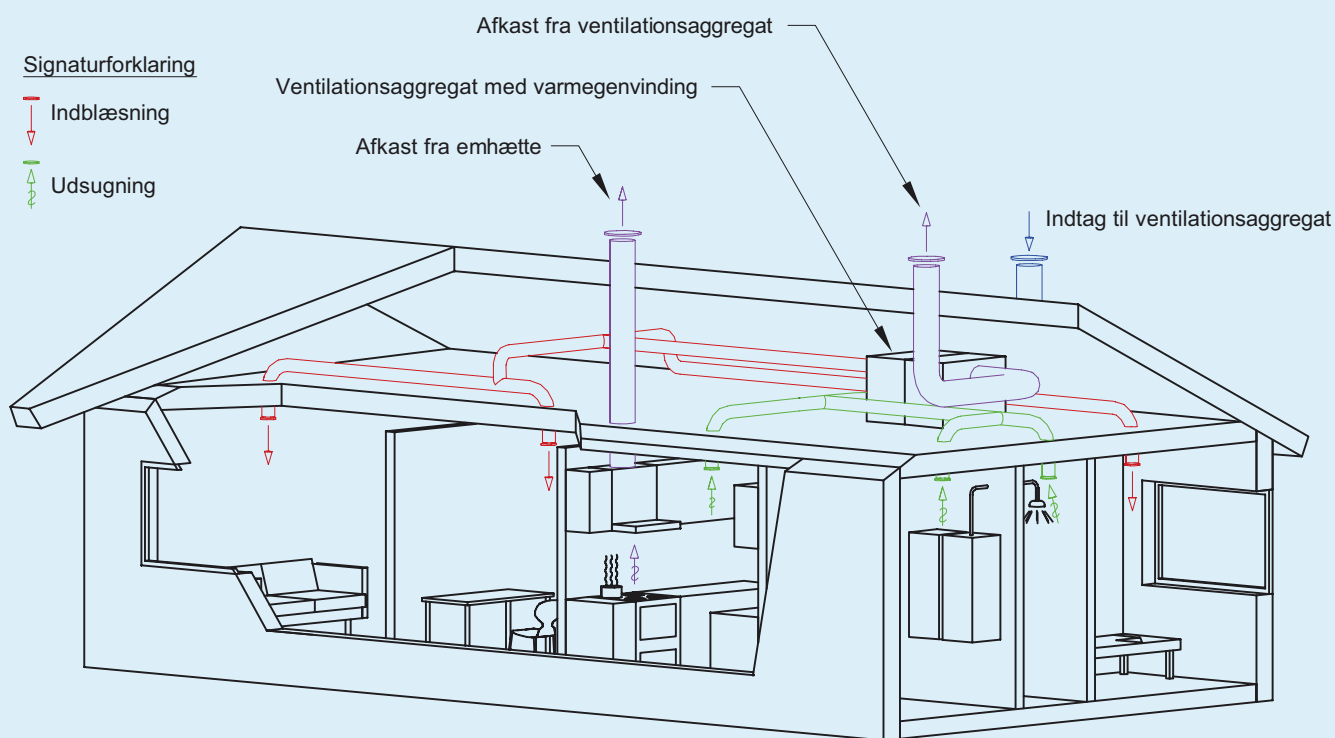 Signaturforklaring
Indblæsning
Udsugning
Afkast fra ventilationsaggregat
Ventilationsaggregat med varmegenvinding
Afkast fra emhætte
Indtag til ventilationsaggregat